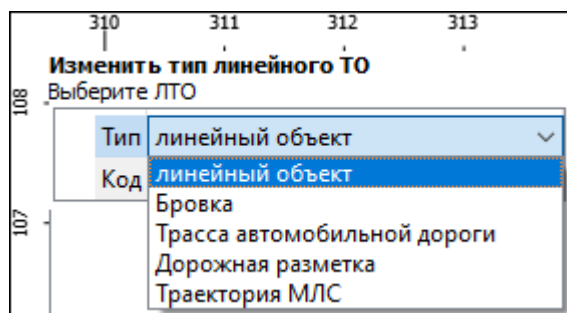 310 311 312 313
Изменить тип линейного ТО
Выберите ЛТО
108
Тип линейный объект
Код линейный объект
Бровка
107
Трасса автомобильной дороги
Дорожная разметка
Траектория МЛС